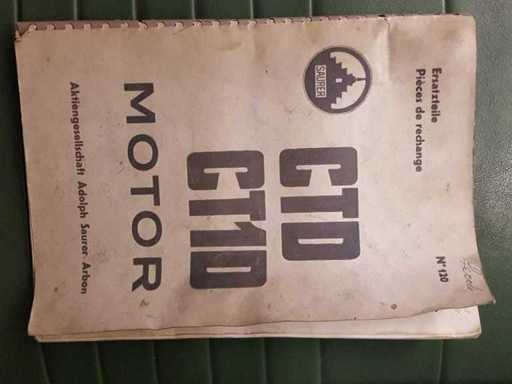 Ersatzteile
Pièces de rechange
Nº 120
SAURER
CTD
CT1D
MOTOR
Aktiengesellschaft Adolph Saurer Arbon